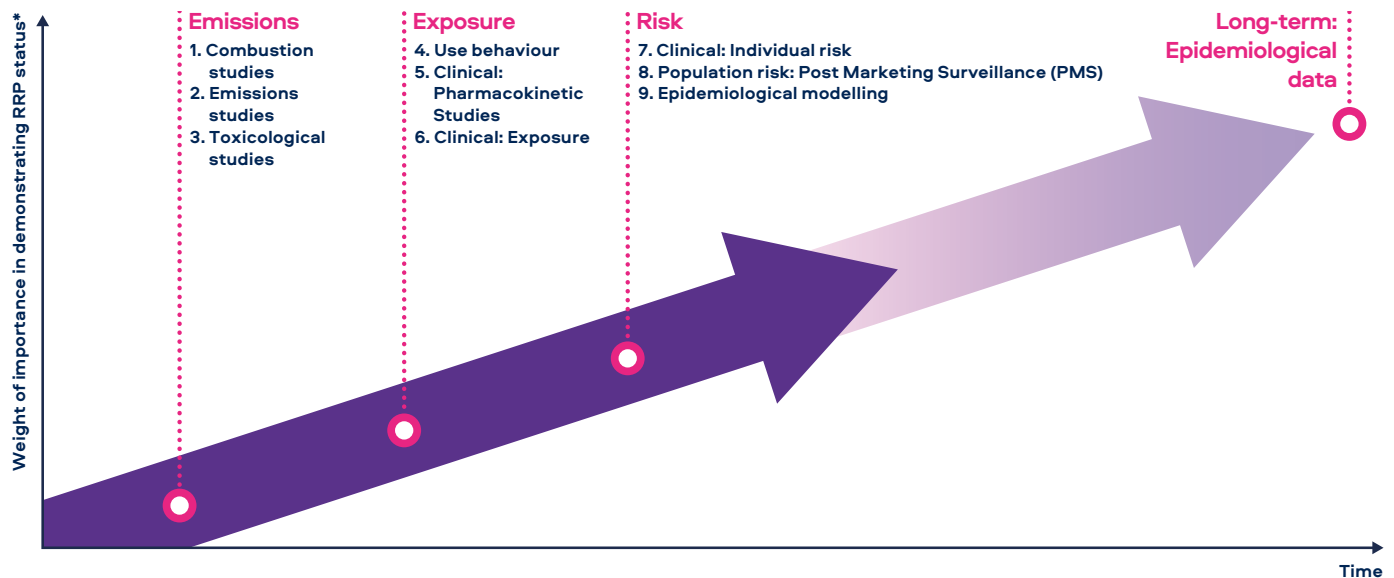 Weight of importance in demonstrating RRP status*
Emissions
1. Combustion
studies
2. Emissions
studies
3. Toxicological
studies
Exposure
4. Use behaviour
5. Clinical:
Pharmacokinetic
Studies
6. Clinical: Exposure
Risk
7. Clinical: Individual risk
8. Population risk: Post Marketing Surveillance (PMS)
9. Epidemiological modelling
Long-term:
Epidemiological
data
Time